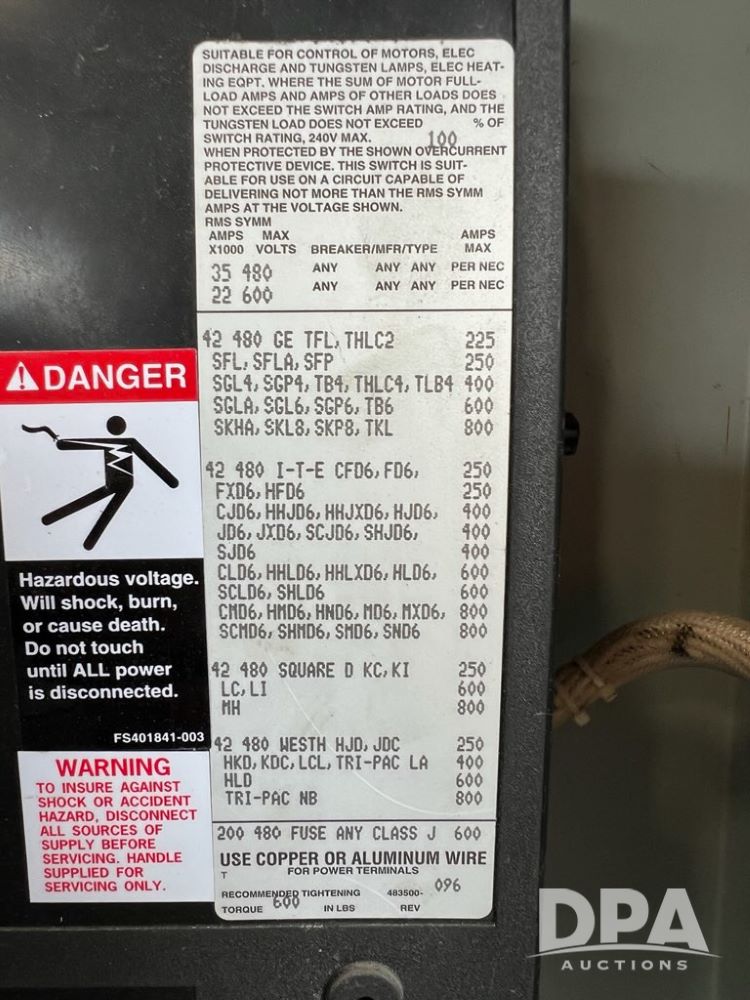 SUITABLE FOR CONTROL OF MOTORS, ELEC
DISCHARGE AND TUNGSTEN LAMPS, ELEC HEAT-
ING EQPT. WHERE THE SUM OF MOTOR FULL-
LOAD AMPS AND AMPS OF OTHER LOADS DOES
NOT EXCEED THE SWITCH AMP RATING, AND THE
TUNGSTEN LOAD DOES NOT EXCEED % OF
SWITCH RATING, 240V MAX. 100
WHEN PROTECTED BY THE SHOWN OVERCURRENT
PROTECTIVE DEVICE. THIS SWITCH IS SUIT-
ABLE FOR USE ON A CIRCUIT CAPABLE OF
DELIVERING NOT MORE THAN THE RMS SYMM
AMPS AT THE VOLTAGE SHOWN.
RMS SYMM
AMPS MAX AMPS
X1000 VOLTS BREAKER/MFR/TYPE MAX
35 480 ANY ANY ANY PER NEC
22 600 ANY ANY ANY PER NEC
42 480 GE TFL, THLC2 225
SFL, SFLA, SFP 250
SGL4, SGP4, TB4, THLC4, TLB4 400
SGLA, SGL6, SGP6, TB6 600
SKHA, SKL8, SKP8, TKL 800
42 480 I-T-E CFD6, FD6, 250
FXD6, HFD6 250
CJD6, HHJD6, HHJXD6, HJD6, 400
JD6, JXD6, SCJD6, SHJD6, 400
SJD6 400
CLD6, HHLD6, HHLXD6, HLD6, 600
SCLD6, SHLD6 600
CMD6, HMD6, HND6, MD6, MXD6, 800
SCMD6, SHMD6, SMD6, SND6 800
42 480 SQUARE D KC, KI 250
LC, LI 600
MH 800
42 480 WESTH HJD, JDC 250
HKD, KDC, LCL, TRI-PAC LA 400
HLD 600
TRI-PAC NB 800
200 480 FUSE ANY CLASS J 600
USE COPPER OR ALUMINUM WIRE
FOR POWER TERMINALS
T
RECOMMENDED TIGHTENING 483500- 096
TORQUE 600 IN LBS REV
DANGER
Hazardous voltage.
Will shock, burn,
or cause death.
Do not touch
until ALL power
is disconnected.
FS401841-003
WARNING
TO INSURE AGAINST
SHOCK OR ACCIDENT
HAZARD, DISCONNECT
ALL SOURCES OF
SUPPLY BEFORE
SERVICING. HANDLE
SUPPLIED FOR
SERVICING ONLY.
DPA
AUCTIONS